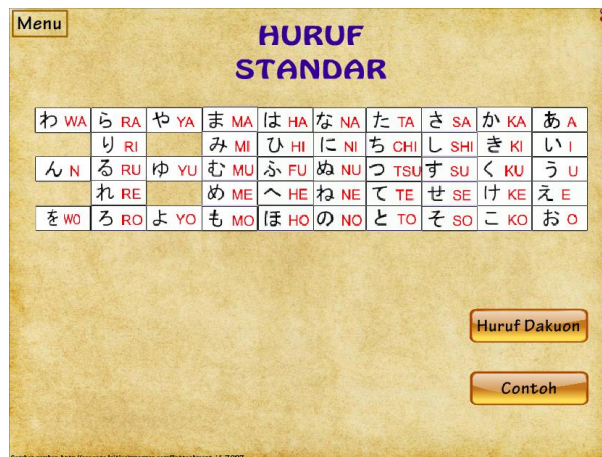 Menu
HURUF
STANDAR
わ WA ら RA や YA ま MA は HA な NA た TA さ SA か KA あ A
り RI み MI ひ HI に NI ち CHI し SHI き KI い I
ん N る RU ゆ YU む MU ふ FU ぬ NU つ TSU す SU く KU う U
れ RE め ME へ HE ね NE て TE せ SE け KE え E
を WO ろ RO よ YO も MO ほ HO の NO と TO そ SO こ KO お O
Huruf Dakuon
Contoh